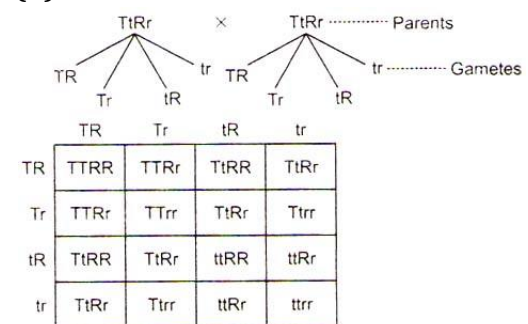 TtRr × TtRr ............ Parents
TR Tr tR tr TR Tr tR tr ............ Gametes
TR Tr tR tr
TR TTRR TTRr TtRR TtRr
Tr TTRr TTrr TtRr Ttrr
tR TtRR TtRr ttRR ttRr
tr TtRr Ttrr ttRr ttrr